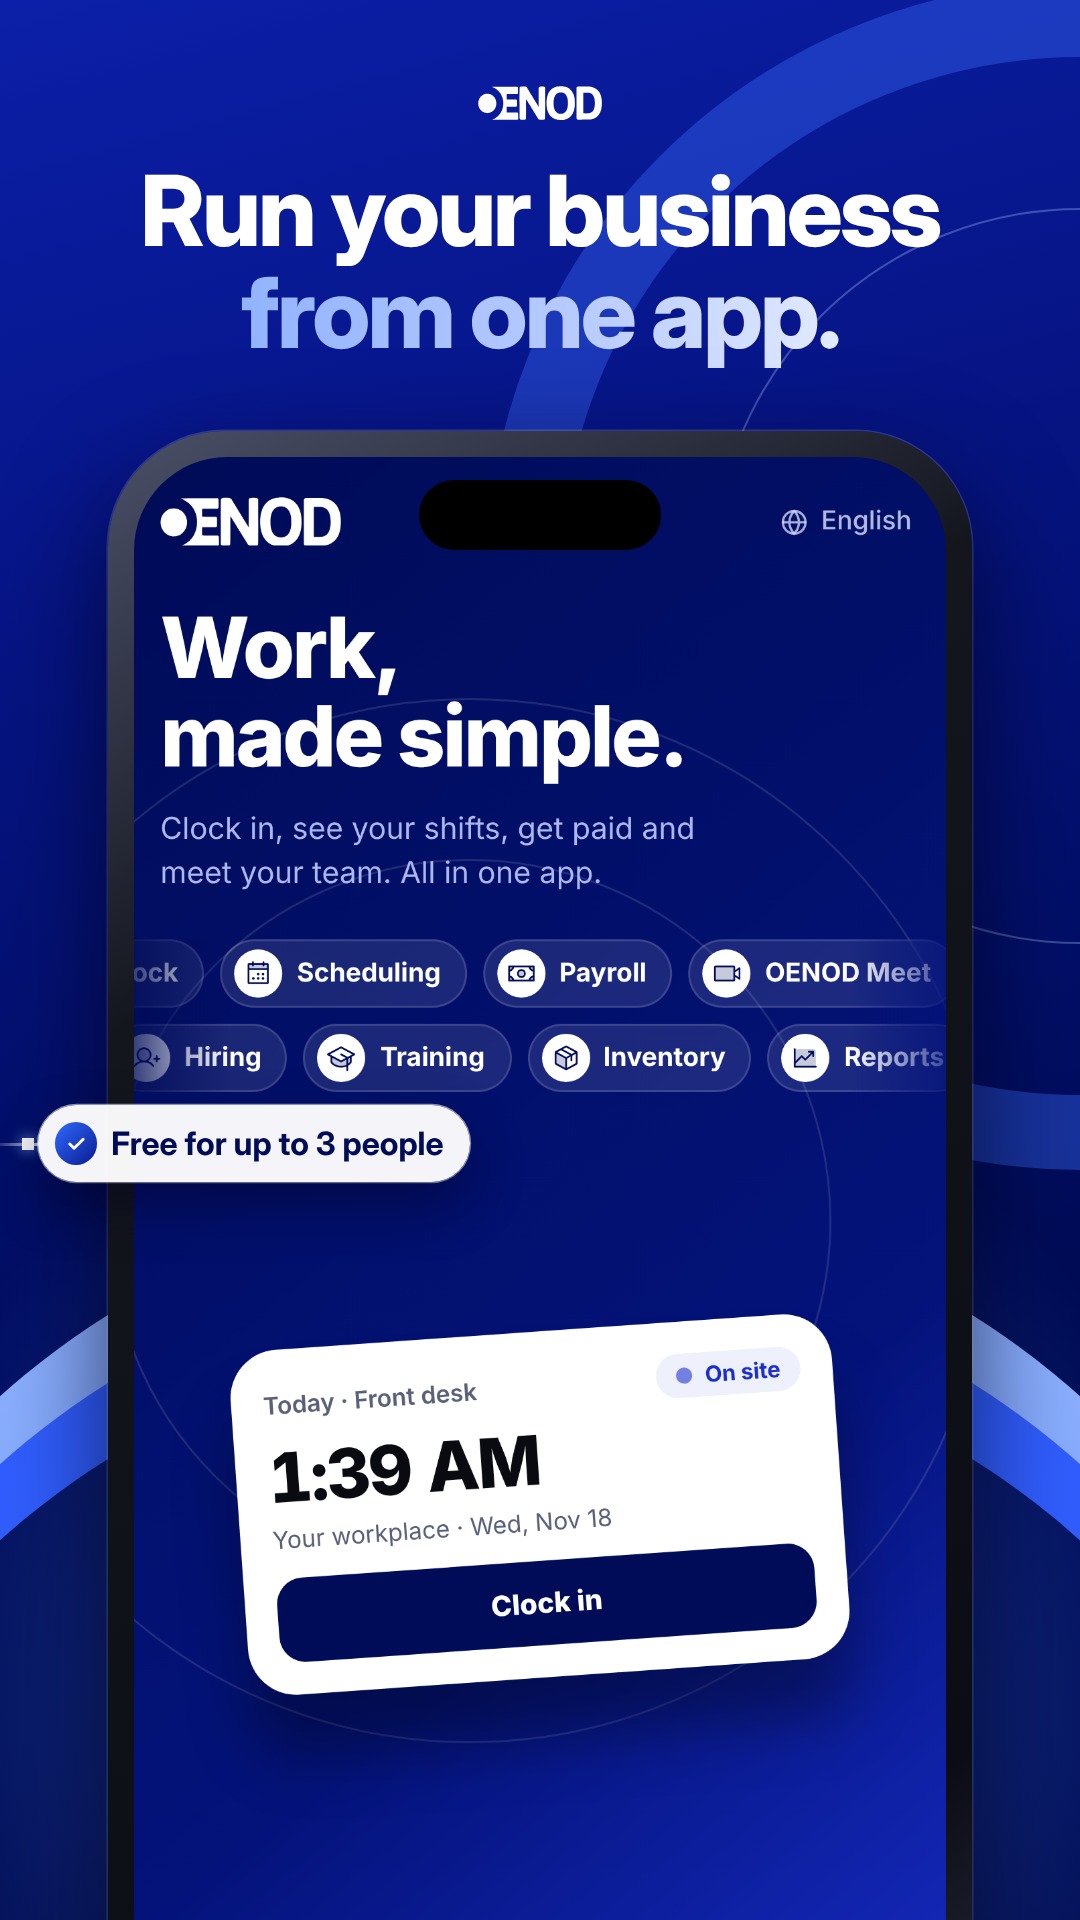 OENOD
Run your business
from one app.
OENOD
English
Work,
made simple.
Clock in, see your shifts, get paid and
meet your team. All in one app.
ock
Scheduling
Payroll
OENOD Meet
Hiring
Training
Inventory
Reports
Free for up to 3 people
On site
Today · Front desk
1:39 AM
Your workplace · Wed, Nov 18
Clock in